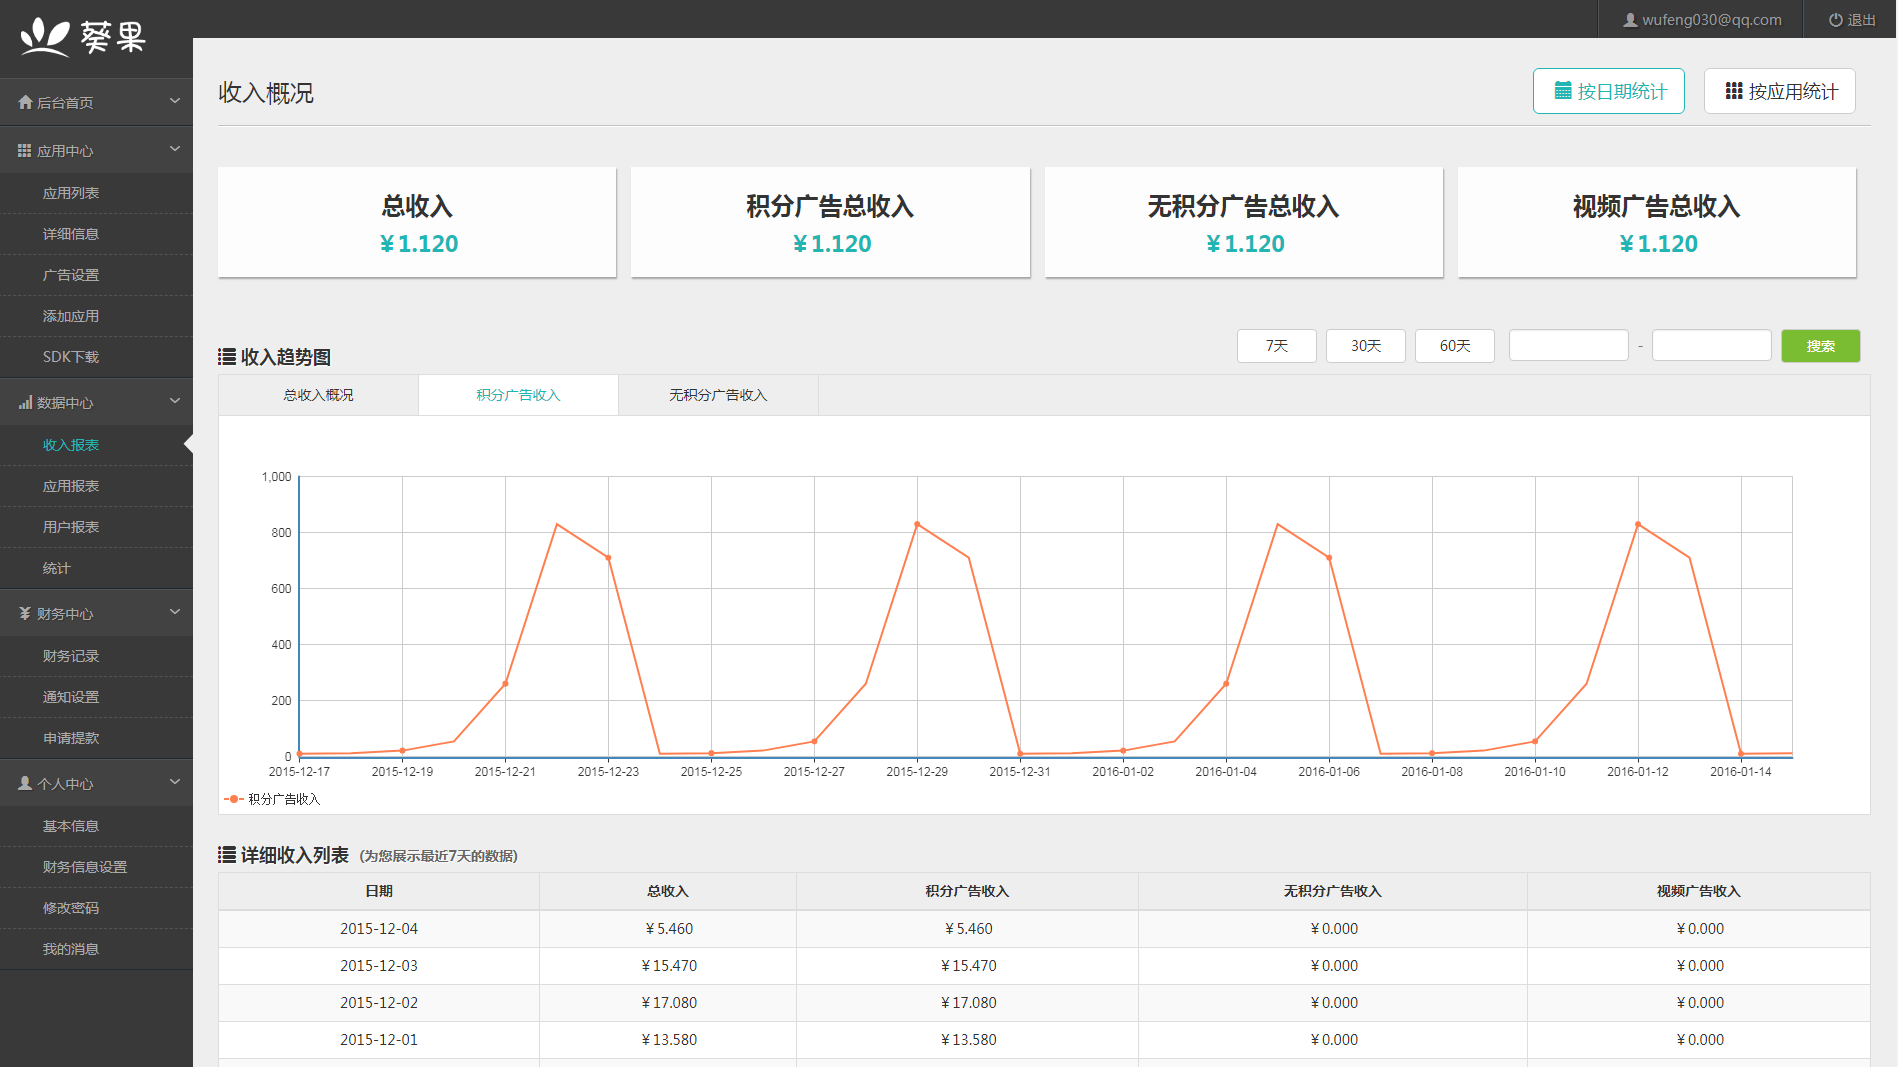 葵果
wufeng030@qq.com
退出
后台首页
应用中心
应用列表
详细信息
广告设置
添加应用
SDK下载
数据中心
收入报表
应用报表
用户报表
统计
财务中心
财务记录
通知设置
申请提款
个人中心
基本信息
财务信息设置
修改密码
我的消息
收入概况
按日期统计
按应用统计
总收入
¥1.120
积分广告总收入
¥1.120
无积分广告总收入
¥1.120
视频广告总收入
¥1.120
收入趋势图
7天
30天
60天
-
搜索
总收入概况
积分广告收入
无积分广告收入
1,000
800
600
400
200
0
2015-12-17
2015-12-19
2015-12-21
2015-12-23
2015-12-25
2015-12-27
2015-12-29
2015-12-31
2016-01-02
2016-01-04
2016-01-06
2016-01-08
2016-01-10
2016-01-12
2016-01-14
积分广告收入
详细收入列表 (为您展示最近7天的数据)
日期 总收入 积分广告收入 无积分广告收入 视频广告收入
2015-12-04 ¥5.460 ¥5.460 ¥0.000 ¥0.000
2015-12-03 ¥15.470 ¥15.470 ¥0.000 ¥0.000
2015-12-02 ¥17.080 ¥17.080 ¥0.000 ¥0.000
2015-12-01 ¥13.580 ¥13.580 ¥0.000 ¥0.000